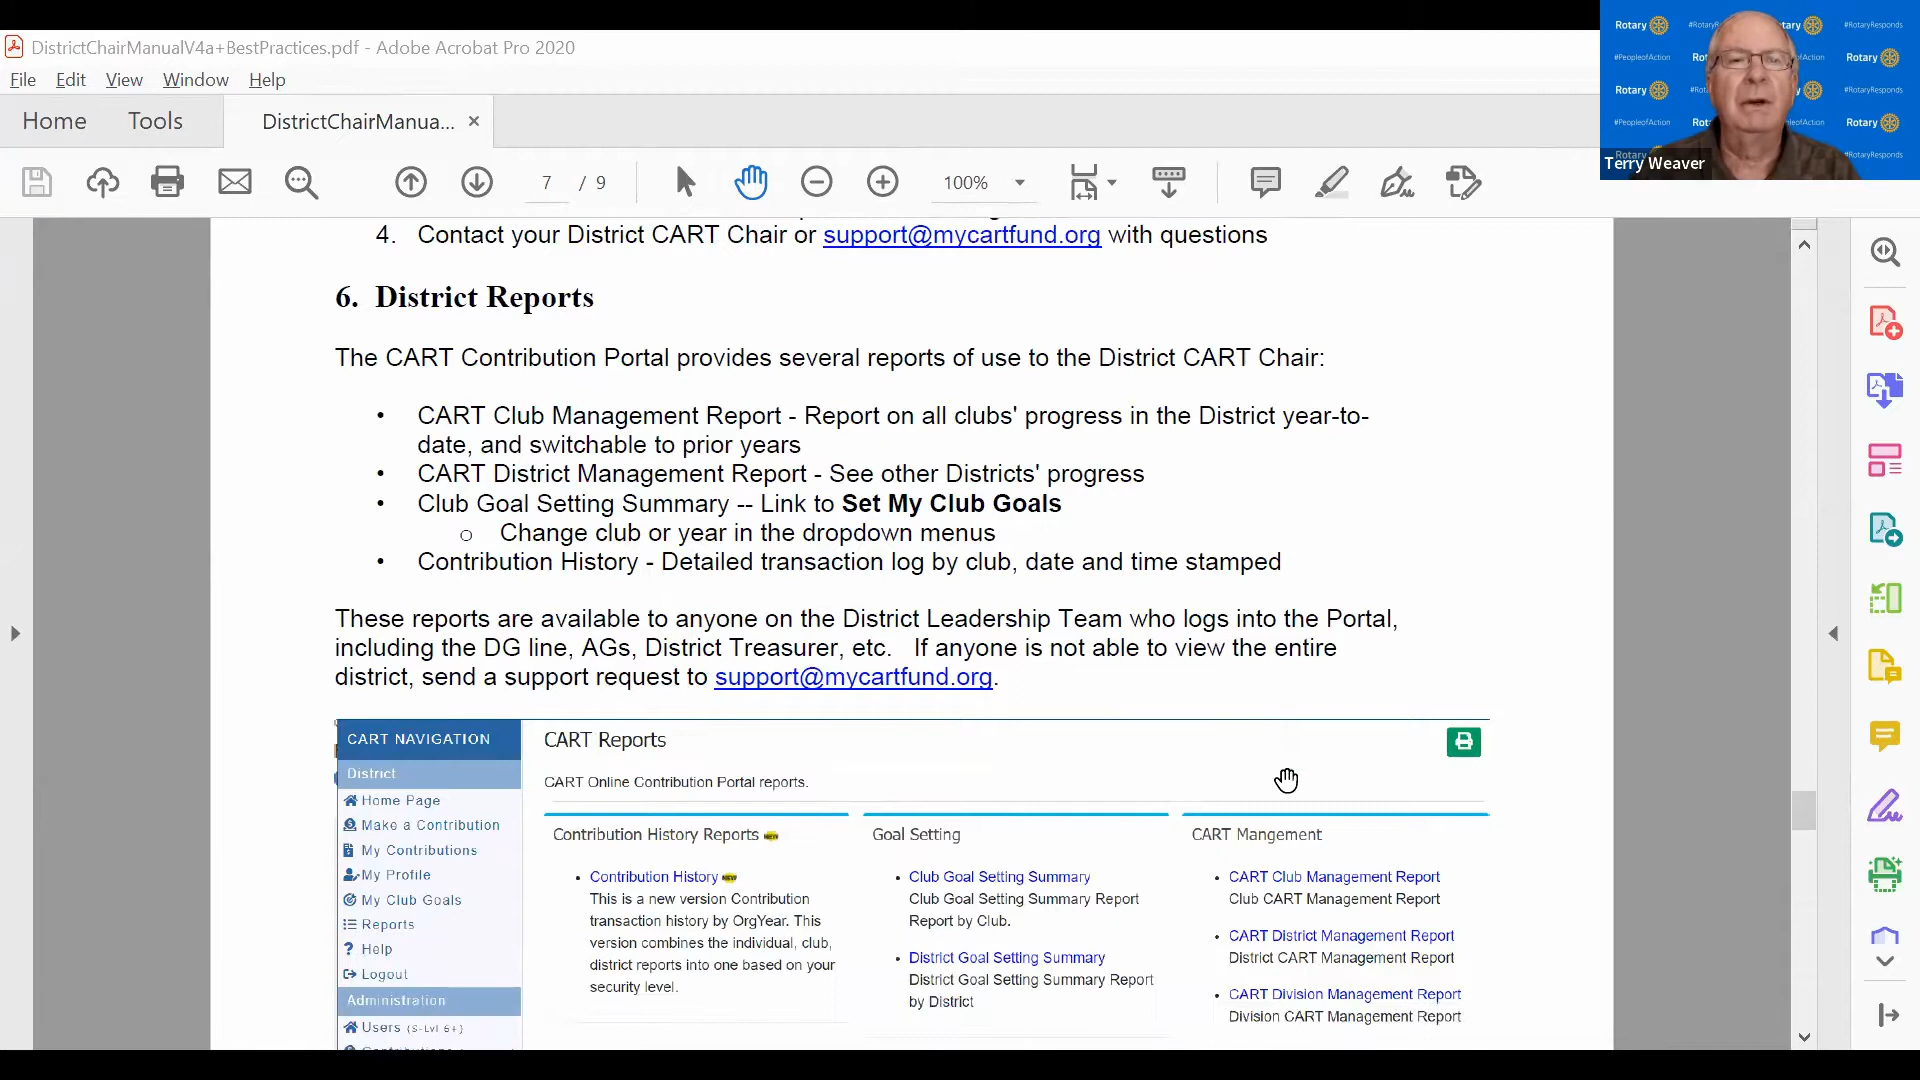 DistrictChairManualV4a+BestPractices.pdf - Adobe Acrobat Pro 2020
File Edit View Window Help
Home Tools DistrictChairManua... ×
7 / 9 100%
4. Contact your District CART Chair or support@mycartfund.org with questions
6. District Reports
The CART Contribution Portal provides several reports of use to the District CART Chair:
• CART Club Management Report - Report on all clubs' progress in the District year-to-
date, and switchable to prior years
• CART District Management Report - See other Districts' progress
• Club Goal Setting Summary -- Link to Set My Club Goals
o Change club or year in the dropdown menus
• Contribution History - Detailed transaction log by club, date and time stamped
These reports are available to anyone on the District Leadership Team who logs into the Portal,
including the DG line, AGs, District Treasurer, etc. If anyone is not able to view the entire
district, send a support request to support@mycartfund.org.
CART NAVIGATION
District
Home Page
Make a Contribution
My Contributions
My Profile
My Club Goals
Reports
Help
Logout
Administration
Users (S-Lvl 6+)
CART Reports
CART Online Contribution Portal reports.
Contribution History Reports NEW
• Contribution History NEW
This is a new version Contribution
transaction history by OrgYear. This
version combines the individual, club,
district reports into one based on your
security level.
Goal Setting
• Club Goal Setting Summary
Club Goal Setting Summary Report
Report by Club.
• District Goal Setting Summary
District Goal Setting Summary Report
by District
CART Mangement
• CART Club Management Report
Club CART Management Report
• CART District Management Report
District CART Management Report
• CART Division Management Report
Division CART Management Report
Rotary #RotaryResponds
#PeopleofAction Rotary
Rotary #RotaryResponds
#PeopleofAction Rotary
#RotaryResponds
Terry Weaver